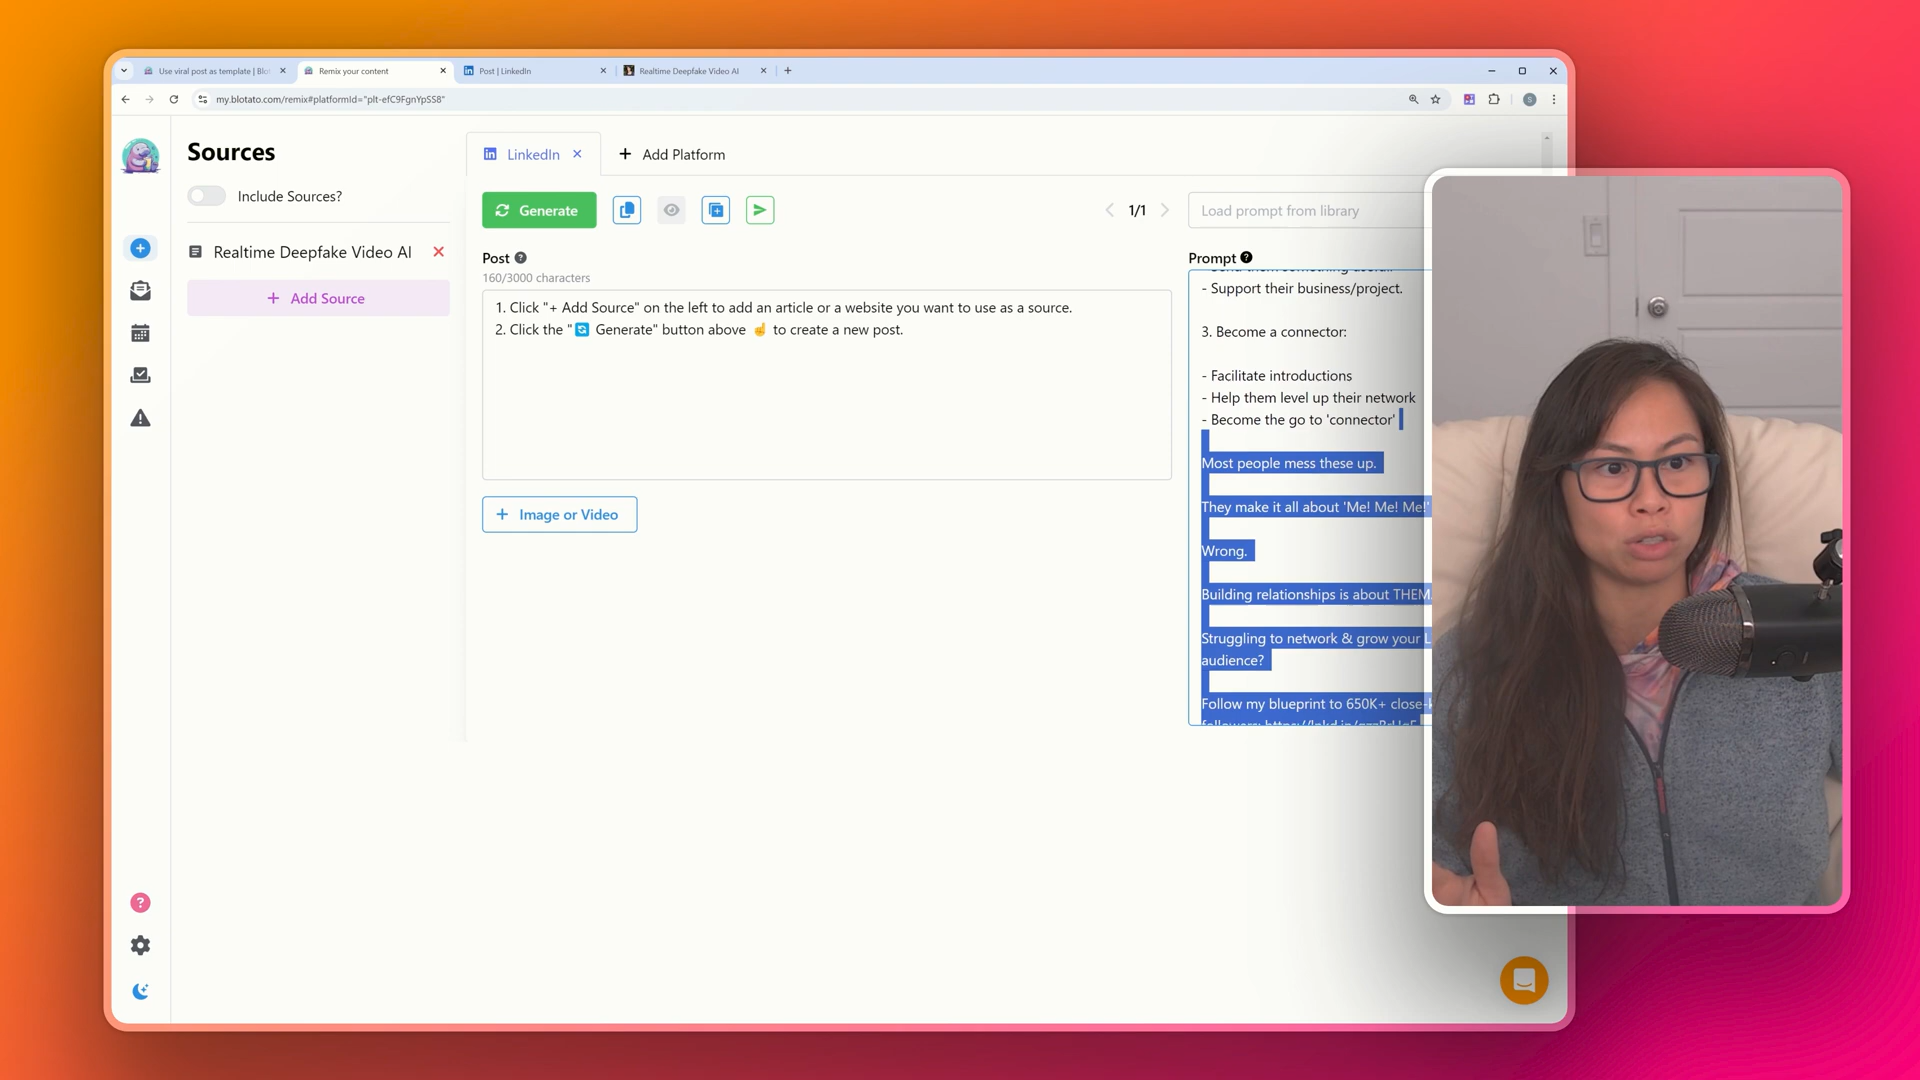 Use viral post as template | Blo
Remix your content
Post | LinkedIn
Realtime Deepfake Video AI
my.blotato.com/remix#platformId="plt-efC9FgnYpSS8"
Sources
Include Sources?
Realtime Deepfake Video AI
+ Add Source
LinkedIn
+ Add Platform
Generate
1/1
Load prompt from library
Post
160/3000 characters
1. Click "+ Add Source" on the left to add an article or a website you want to use as a source.
2. Click the "🔄 Generate" button above ☝ to create a new post.
+ Image or Video
Prompt
- Send them something useful.
- Support their business/project.
3. Become a connector:
- Facilitate introductions
- Help them level up their network
- Become the go to 'connector'
Most people mess these up.
They make it all about 'Me! Me! Me!'
Wrong.
Building relationships is about THEM.
Struggling to network & grow your L
audience?
Follow my blueprint to 650K+ close-k
S
?